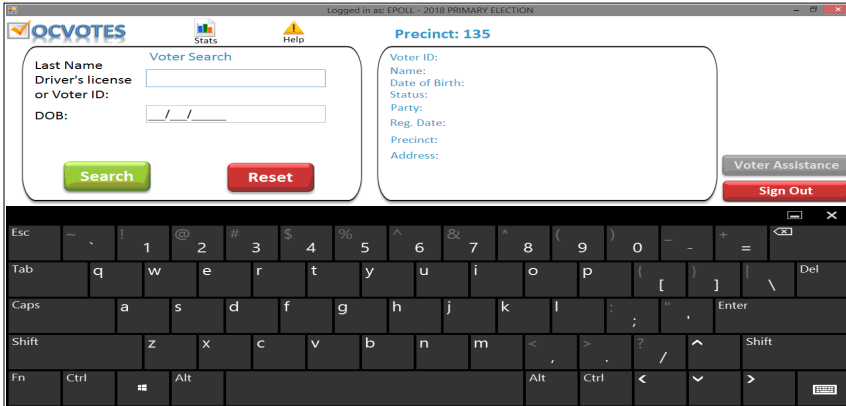 Logged in as: EPOLL - 2018 PRIMARY ELECTION
OCVOTES
Stats
Help
Precinct: 135
Voter Search
Last Name
Driver's license
or Voter ID:
DOB:
__/__/_____
Search
Reset
Voter ID:
Name:
Date of Birth:
Status:
Party:
Reg. Date:
Precinct:
Address:
Voter Assistance
Sign Out
Esc ~ ` ! 1 @ 2 # 3 $ 4 % 5 ^ 6 & 7 * 8 ( 9 ) 0 _ - + =
Tab q w e r t y u i o p { [ } ] | \ Del
Caps a s d f g h j k l : ; " ' Enter
Shift z x c v b n m < , > . ? / Shift
Fn Ctrl Alt Alt Ctrl